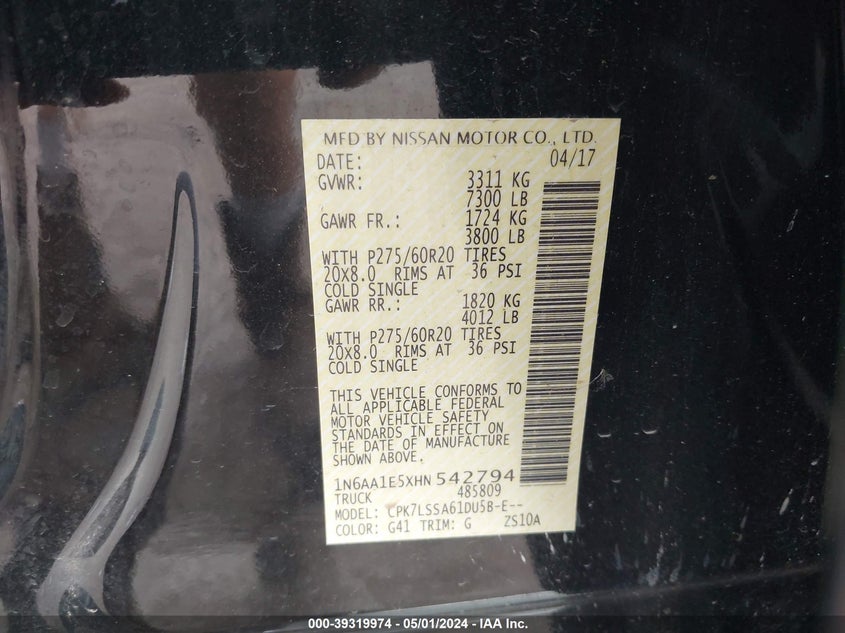 MFD BY NISSAN MOTOR CO., LTD.
DATE: 04/17
GVWR: 3311 KG
7300 LB
GAWR FR.: 1724 KG
3800 LB
WITH P275/60R20 TIRES
20X8.0 RIMS AT 36 PSI
COLD SINGLE
GAWR RR.: 1820 KG
4012 LB
WITH P275/60R20 TIRES
20X8.0 RIMS AT 36 PSI
COLD SINGLE
THIS VEHICLE CONFORMS TO
ALL APPLICABLE FEDERAL
MOTOR VEHICLE SAFETY
STANDARDS IN EFFECT ON
THE DATE OF MANUFACTURE
SHOWN ABOVE.
1N6AA1E5XHN 542794
TRUCK 485809
MODEL: CPK7LSSA61DU5B-E--
COLOR: G41 TRIM: G ZS10A
000-39319974 - 05/01/2024 - IAA Inc.